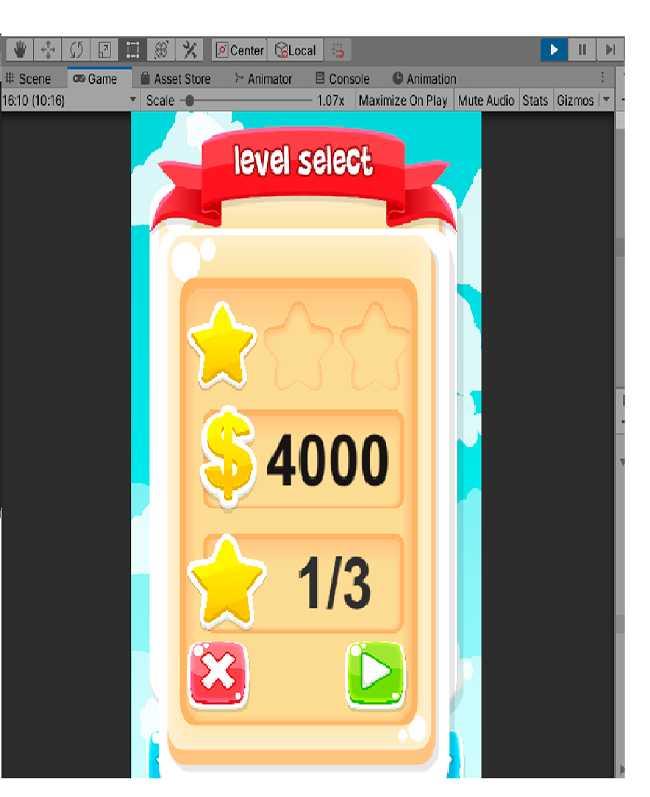 Center Local
Scene Game Asset Store Animator Console Animation
16:10 (10:16) Scale 1.07x Maximize On Play Mute Audio Stats Gizmos
level select
$ 4000
1/3